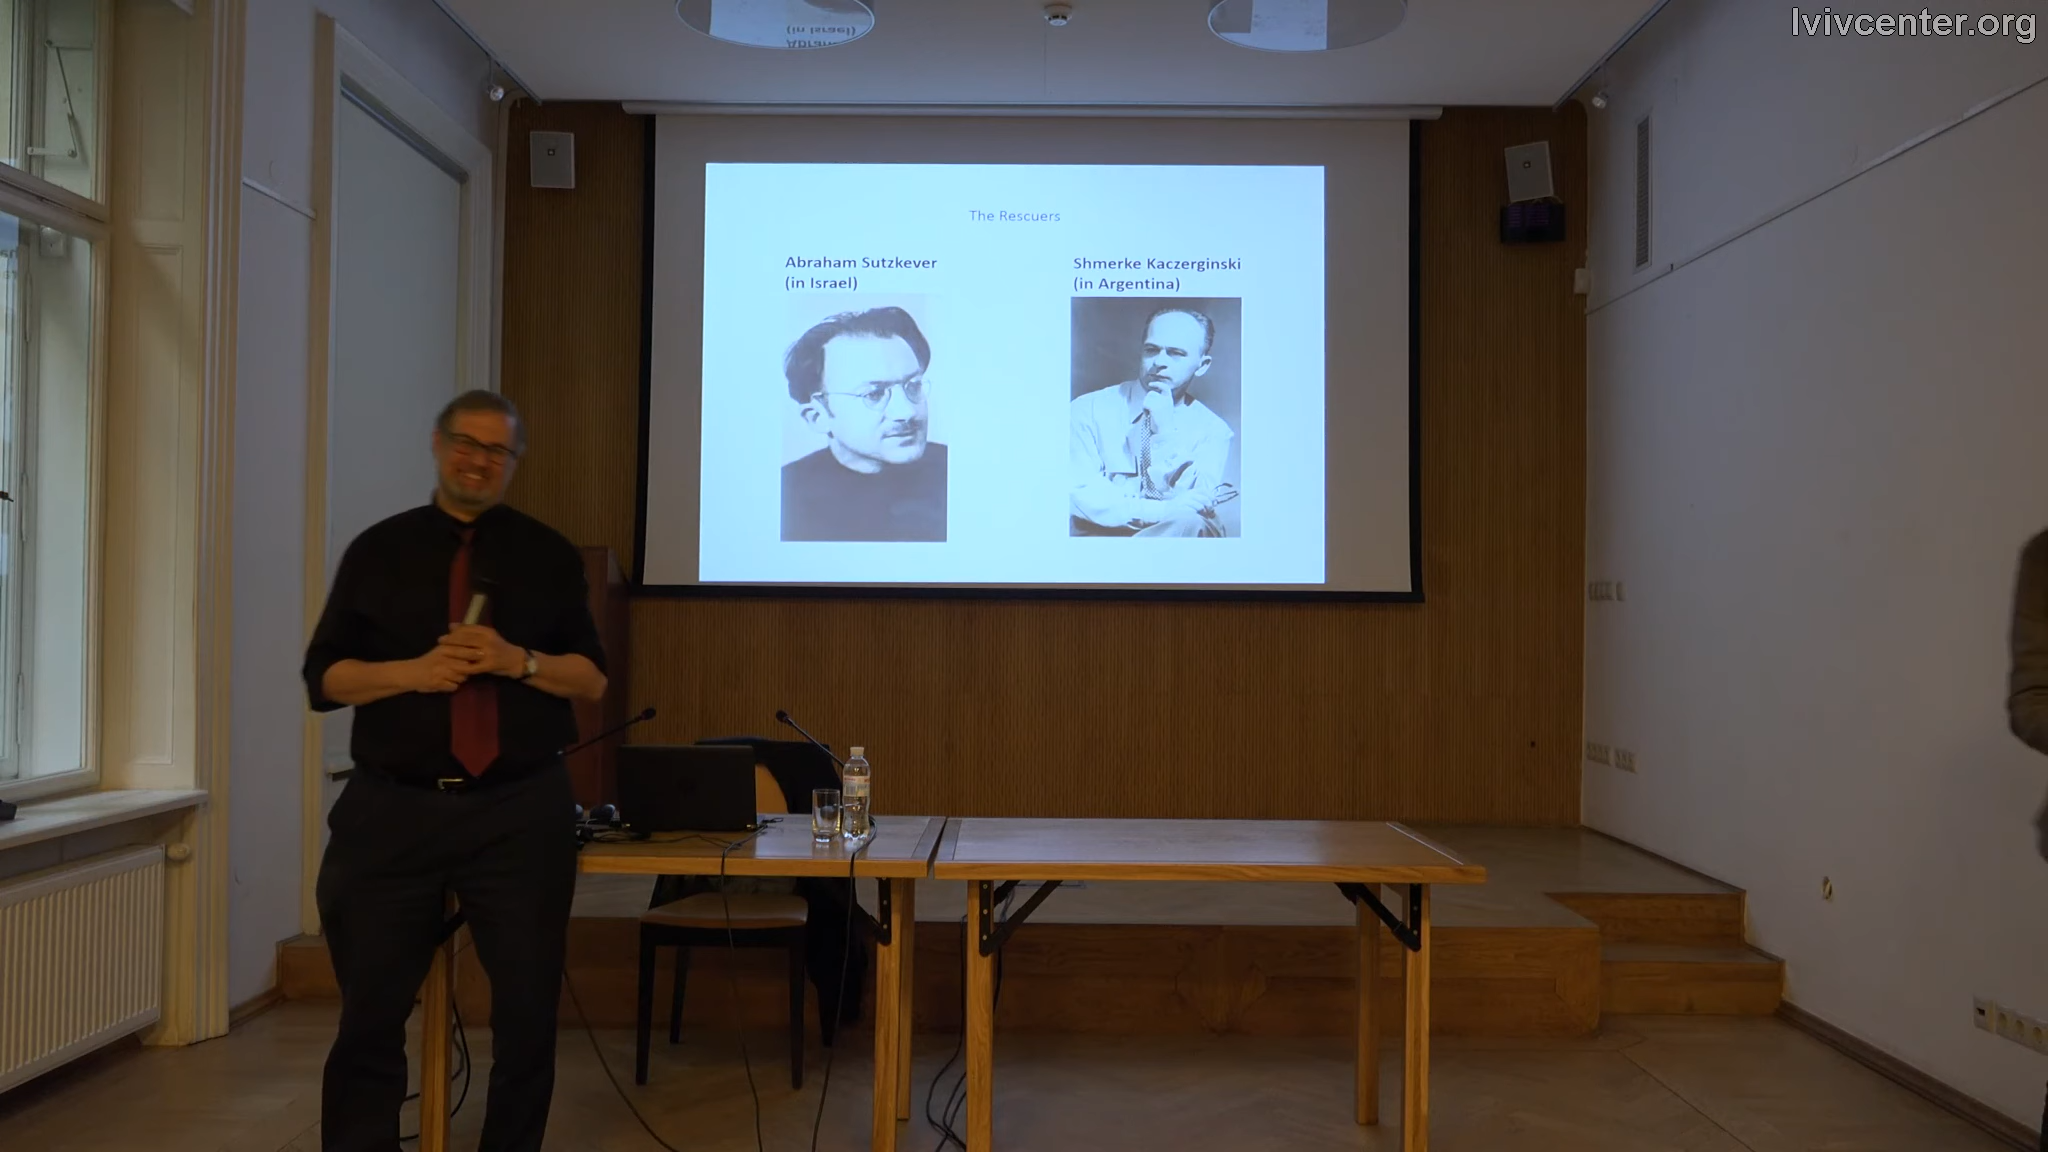 lvivcenter.org
The Rescuers
Abraham Sutzkever
(in Israel)
Shmerke Kaczerginski
(in Argentina)